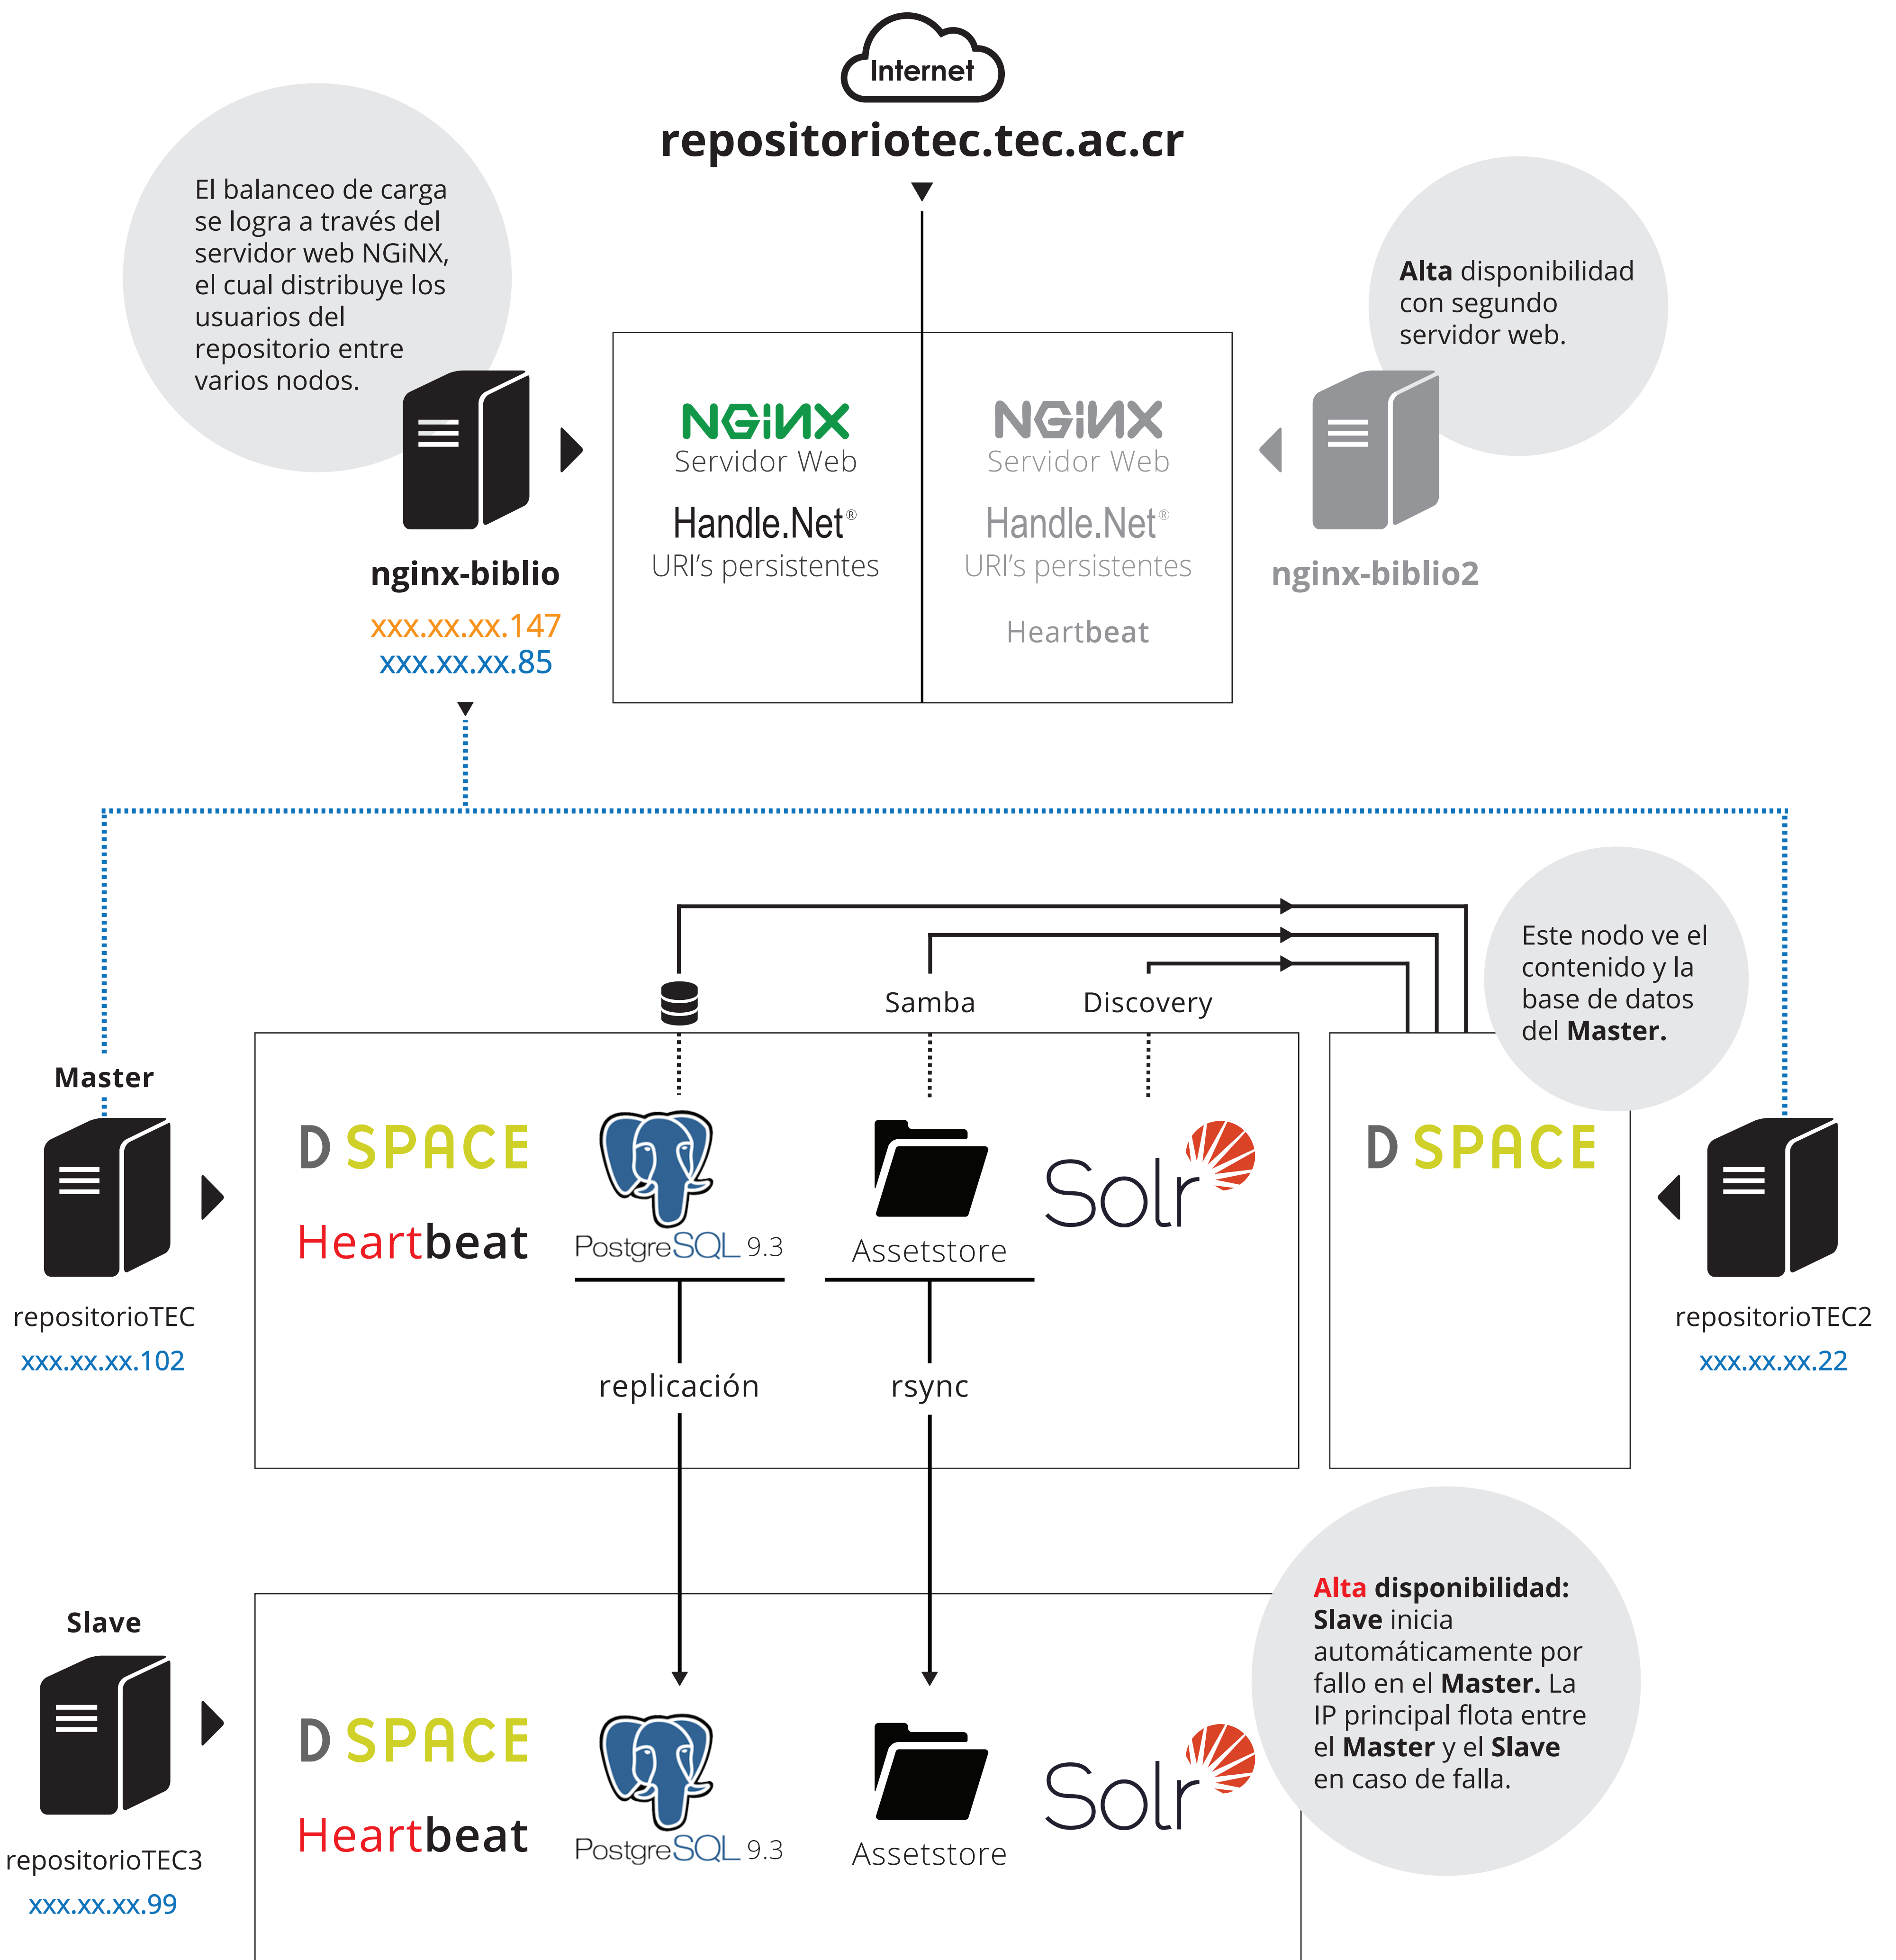 Internet
repositoriotec.tec.ac.cr
El balanceo de carga
se logra a través del
servidor web NGiNX,
el cual distribuye los
usuarios del
repositorio entre
varios nodos.
Alta disponibilidad
con segundo
servidor web.
NGiNX
Servidor Web
Handle.Net®
URI's persistentes
NGiNX
Servidor Web
Handle.Net®
URI's persistentes
Heartbeat
nginx-biblio
xxx.xx.xx.147
xxx.xx.xx.85
nginx-biblio2
Este nodo ve el
contenido y la
base de datos
del Master.
Samba
Discovery
Master
repositorioTEC
xxx.xx.xx.102
D SPACE
Heartbeat
PostgreSQL 9.3
Assetstore
Solr
replicación
rsync
D SPACE
repositorioTEC2
xxx.xx.xx.22
Alta disponibilidad:
Slave inicia
automáticamente por
fallo en el Master. La
IP principal flota entre
el Master y el Slave
en caso de falla.
Slave
repositorioTEC3
xxx.xx.xx.99
D SPACE
Heartbeat
PostgreSQL 9.3
Assetstore
Solr